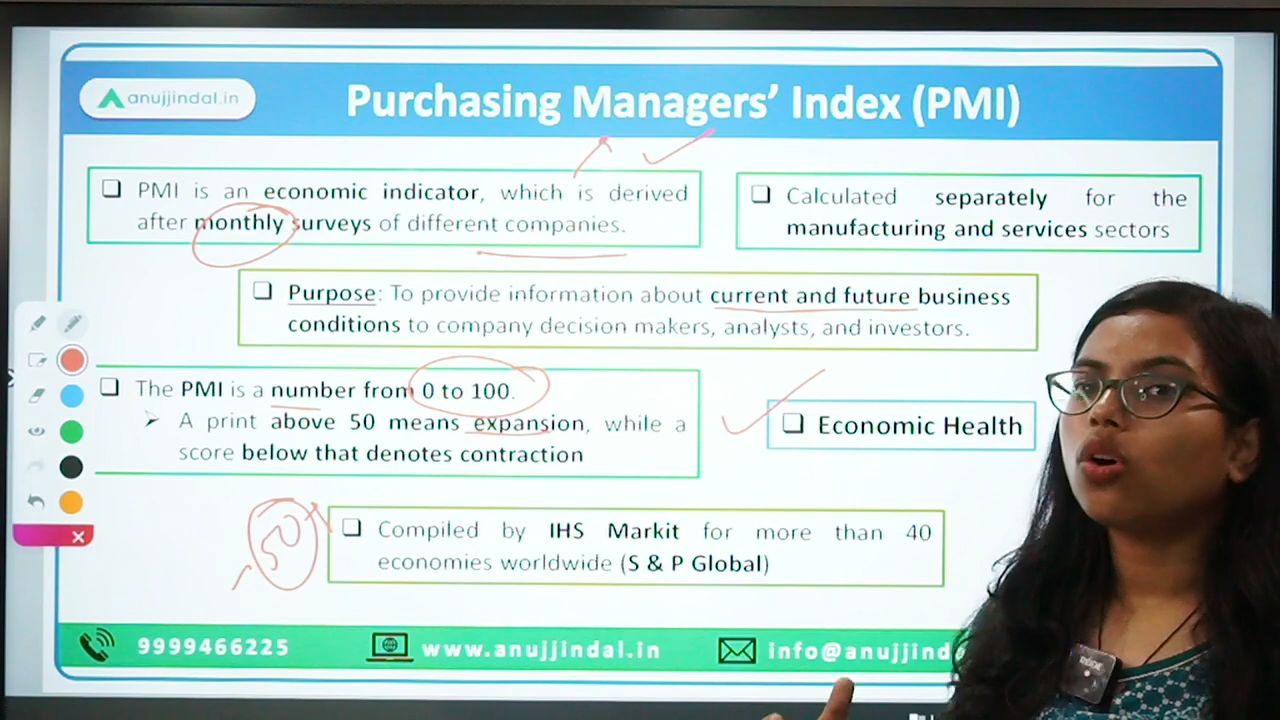 anujjindal.in
Purchasing Managers' Index (PMI)
PMI is an economic indicator, which is derived
after monthly surveys of different companies.
Calculated separately for the
manufacturing and services sectors
Purpose: To provide information about current and future business
conditions to company decision makers, analysts, and investors.
The PMI is a number from 0 to 100.
A print above 50 means expansion, while a
score below that denotes contraction
Economic Health
50
Compiled by IHS Markit for more than 40
economies worldwide (S & P Global)
9999466225
www.anujjindal.in
info@anujjind